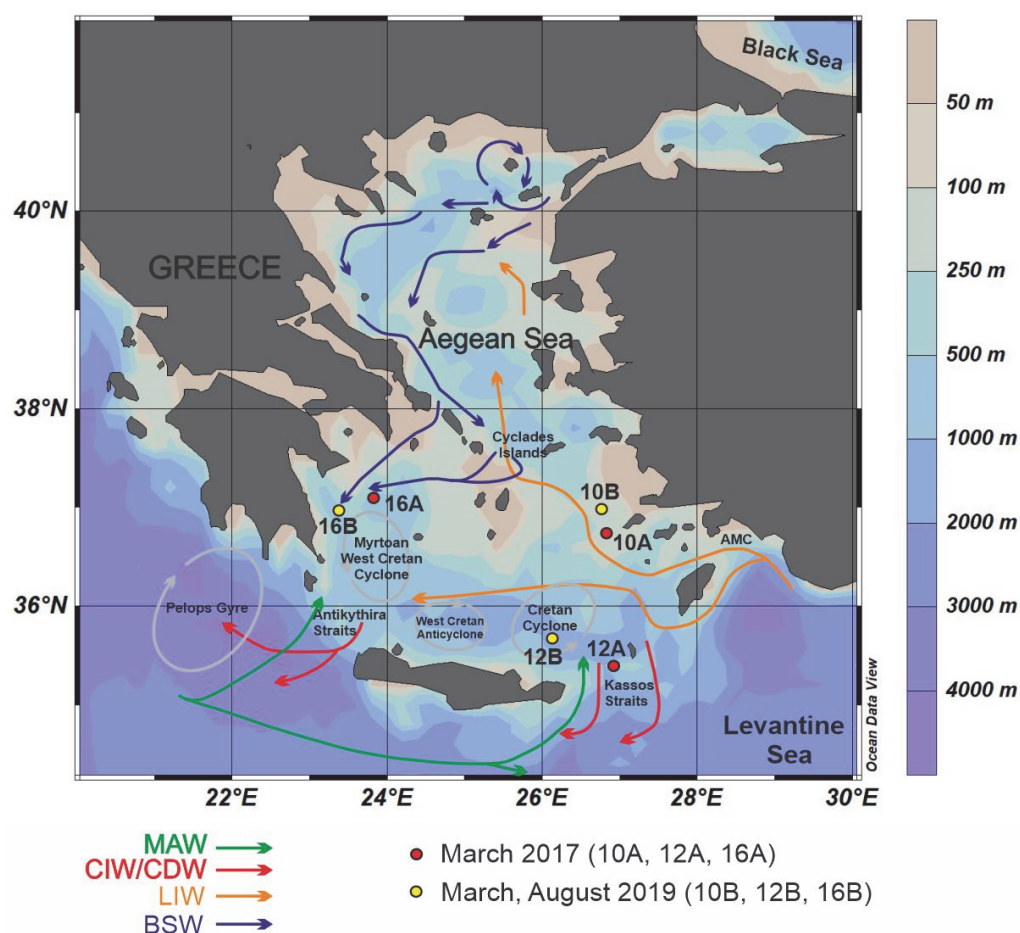 Black Sea
50 m
100 m
250 m
500 m
1000 m
2000 m
3000 m
4000 m
40°N
38°N
36°N
GREECE
Aegean Sea
Cyclades
Islands
10B
16A
16B
10A
AMC
Myrtoan
West Cretan
Cyclone
Pelops Gyre
Antikythira
Straits
West Cretan
Anticyclone
Cretan
Cyclone
12B
12A
Kassos
Straits
Levantine
Sea
Ocean Data View
22°E
24°E
26°E
28°E
30°E
MAW
CIW/CDW
LIW
BSW
March 2017 (10A, 12A, 16A)
March, August 2019 (10B, 12B, 16B)